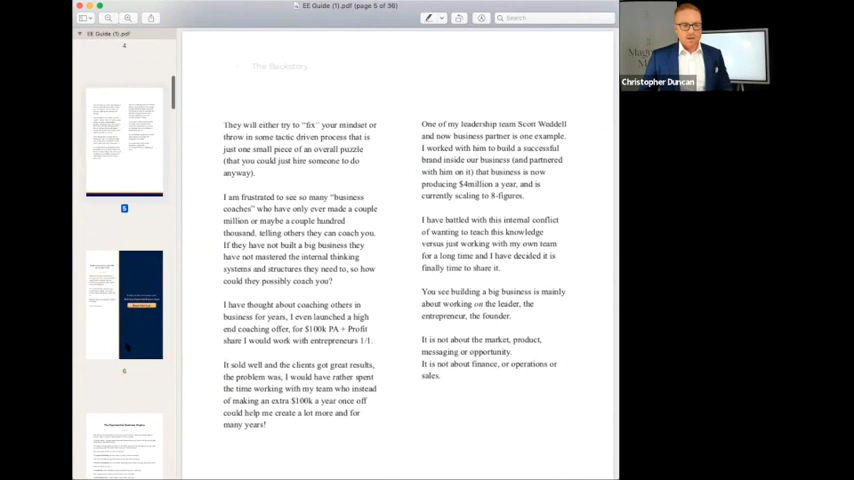 EE Guide (1).pdf (page 5 of 36)
Search
EE Guide (1).pdf
4
5
6
The Backstory
They will either try to "fix" your mindset or
throw in some tactic driven process that is
just one small piece of an overall puzzle
(that you could just hire someone to do
anyway).
I am frustrated to see so many "business
coaches" who have only ever made a couple
million or maybe a couple hundred
thousand, telling others they can coach you.
If they have not built a big business they
have not mastered the internal thinking
systems and structures they need to, so how
could they possibly coach you?
I have thought about coaching others in
business for years, I even launched a high
end coaching offer, for $100k PA + Profit
share I would work with entrepreneurs 1/1.
It sold well and the clients got great results,
the problem was, I would have rather spent
the time working with my team who instead
of making an extra $100k a year once off
could help me create a lot more and for
many years!
One of my leadership team Scott Weddell
and now business partner is one example.
I worked with him to build a successful
brand inside our business (and partnered
with him on it) that business is now
producing $4million a year, and is
currently scaling to 8-figures.
I have battled with this internal conflict
of wanting to teach this knowledge
versus just working with my own team
for a long time and I have decided it is
finally time to share it.
You see building a big business is mainly
about working on the leader, the
entrepreneur, the founder.
It is not about the market, product,
messaging or opportunity.
It is not about finance, or operations or
sales.
Christopher Duncan